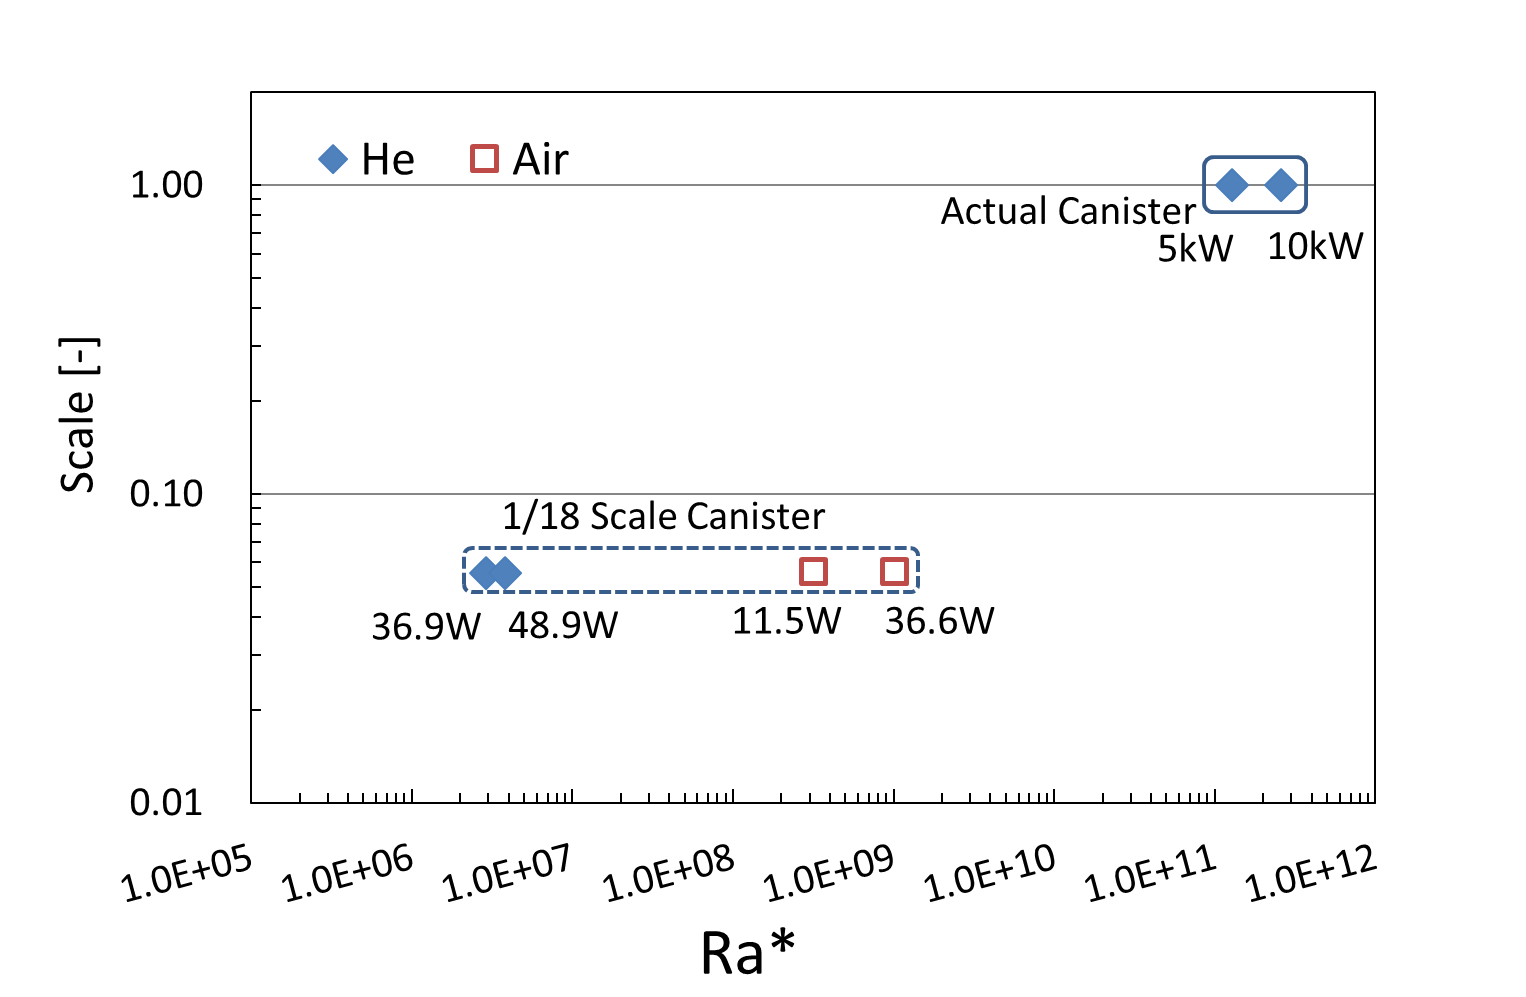 He Air
1.00
Actual Canister
5kW 10kW
Scale [-]
0.10
1/18 Scale Canister
36.9W 48.9W 11.5W 36.6W
0.01
1.0E+05 1.0E+06 1.0E+07 1.0E+08 1.0E+09 1.0E+10 1.0E+11 1.0E+12
Ra*